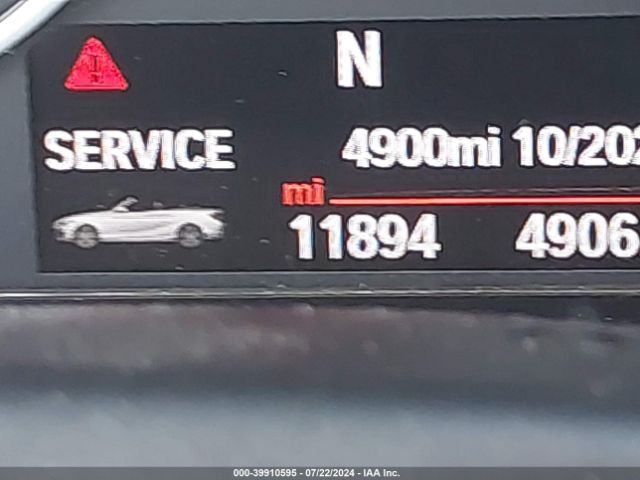 N
SERVICE 4900mi 10/202
mi
11894 4906
000-39910595 - 07/22/2024 - IAA Inc.